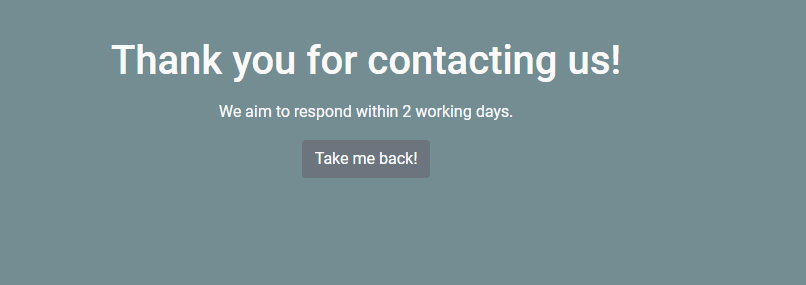 Thank you for contacting us!
We aim to respond within 2 working days.
Take me back!